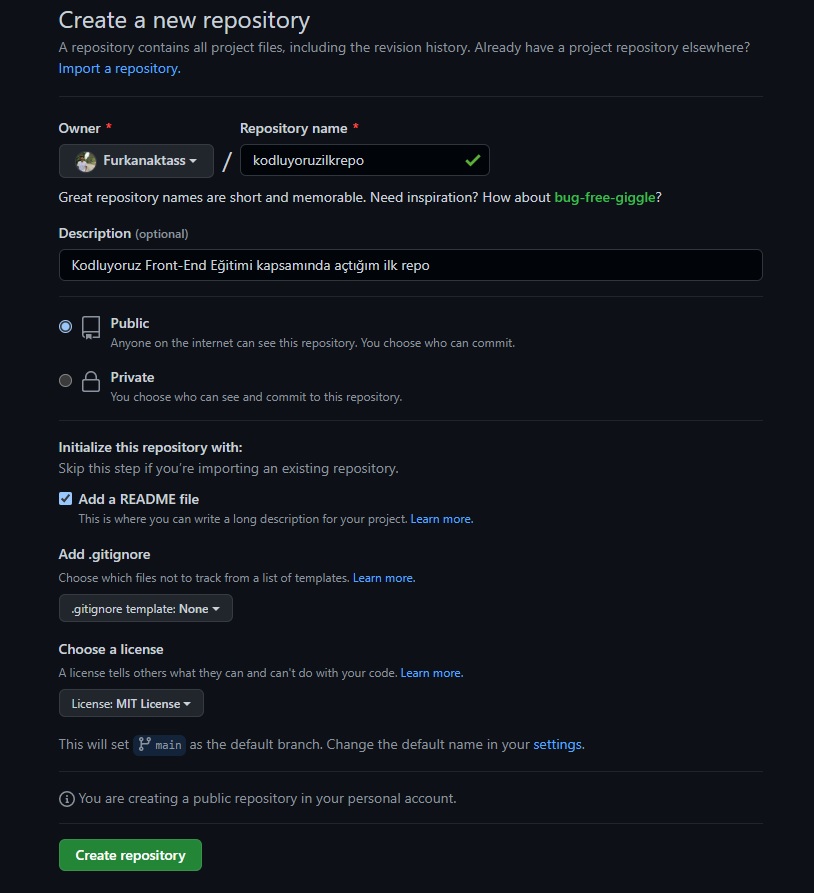 Create a new repository
A repository contains all project files, including the revision history. Already have a project repository elsewhere?
Import a repository.
Owner *
Repository name *
Furkanaktass
/
kodluyoruzilkrepo
Great repository names are short and memorable. Need inspiration? How about bug-free-giggle?
Description (optional)
Kodluyoruz Front-End Eğitimi kapsamında açtığım ilk repo
Public
Anyone on the internet can see this repository. You choose who can commit.
Private
You choose who can see and commit to this repository.
Initialize this repository with:
Skip this step if you're importing an existing repository.
Add a README file
This is where you can write a long description for your project. Learn more.
Add .gitignore
Choose which files not to track from a list of templates. Learn more.
.gitignore template: None
Choose a license
A license tells others what they can and can't do with your code. Learn more.
License: MIT License
This will set main as the default branch. Change the default name in your settings.
You are creating a public repository in your personal account.
Create repository